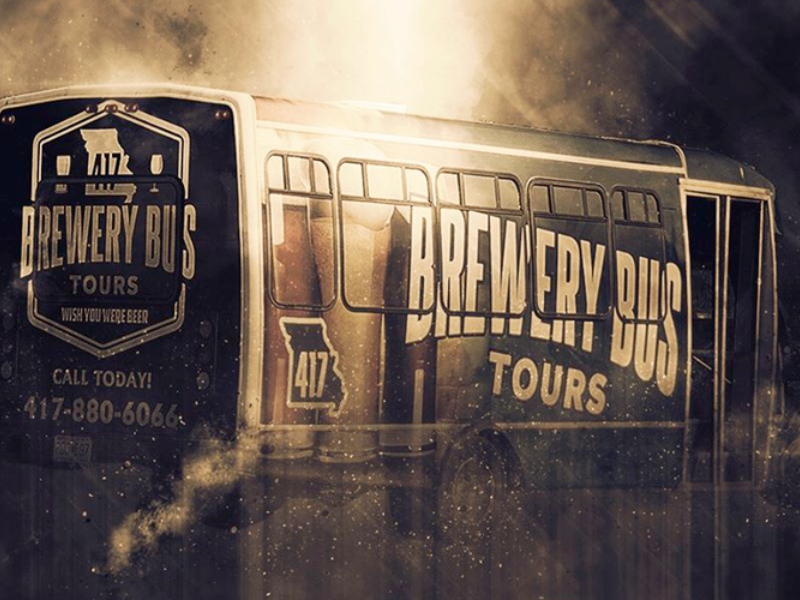 417
BREWERY BUS
TOURS
WISH YOU WERE BEER
CALL TODAY!
417-880-6066
417
BREWERY BUS
TOURS